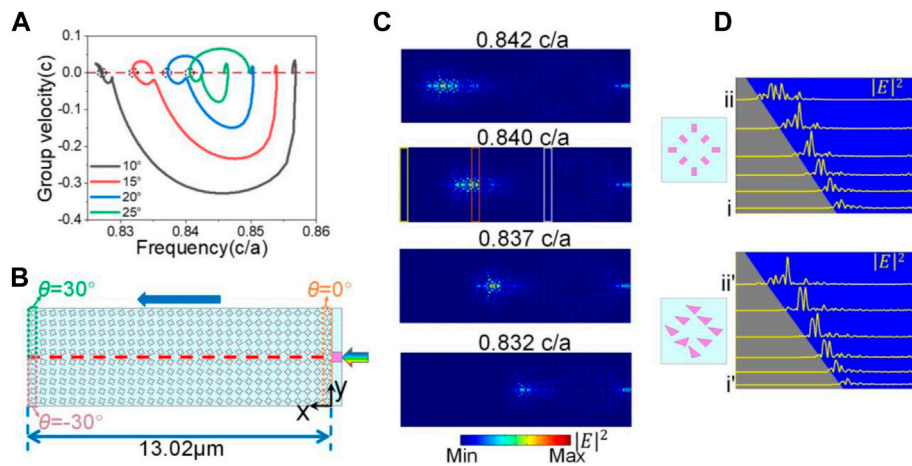 A
Group velocity(c)
0.1
0.0
-0.1
-0.2
-0.3
-0.4
10°
15°
20°
25°
0.83 0.84 0.85 0.86
Frequency(c/a)
B
θ=30°
θ=0°
θ=-30°
y
x
13.02μm
C
0.842 c/a
0.840 c/a
0.837 c/a
0.832 c/a
|E|²
Min Max
D
ii |E|²
i
|E|²
ii'
i'